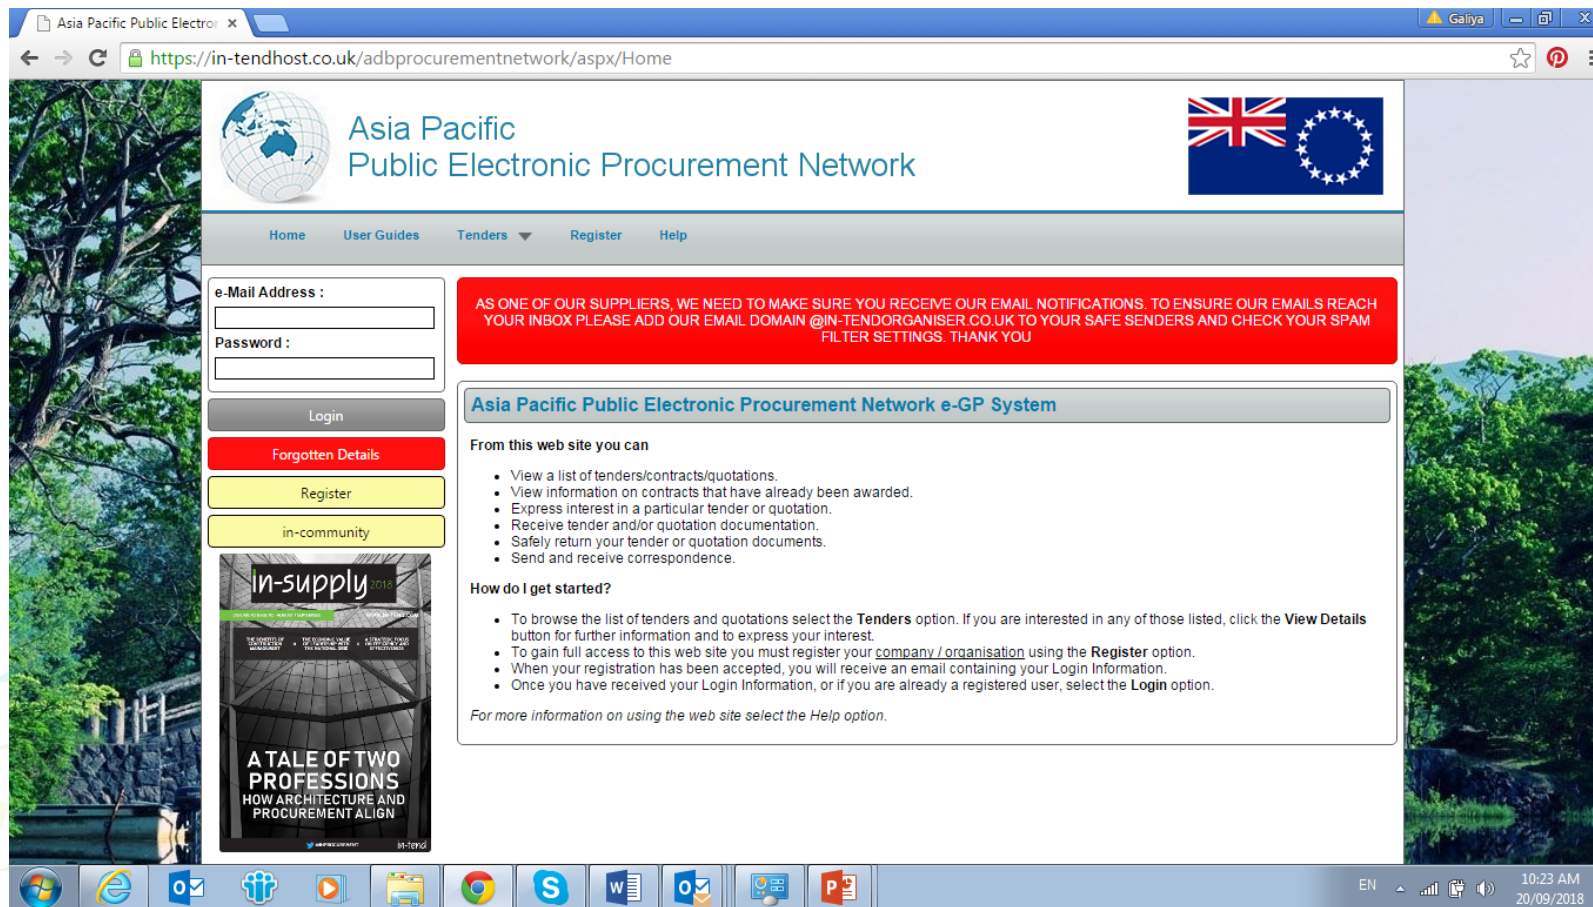 Asia Pacific Public Electror
Galiya
https://in-tendhost.co.uk/adbprocurementnetwork/aspx/Home
Asia Pacific
Public Electronic Procurement Network
Home User Guides Tenders Register Help
e-Mail Address :
Password :
Login
Forgotten Details
Register
in-community
in-supply 2018
A TALE OF TWO
PROFESSIONS
HOW ARCHITECTURE AND
PROCUREMENT ALIGN
in-tend
AS ONE OF OUR SUPPLIERS, WE NEED TO MAKE SURE YOU RECEIVE OUR EMAIL NOTIFICATIONS. TO ENSURE OUR EMAILS REACH
YOUR INBOX PLEASE ADD OUR EMAIL DOMAIN @IN-TENDORGANISER.CO.UK TO YOUR SAFE SENDERS AND CHECK YOUR SPAM
FILTER SETTINGS. THANK YOU
Asia Pacific Public Electronic Procurement Network e-GP System
From this web site you can
• View a list of tenders/contracts/quotations.
• View information on contracts that have already been awarded.
• Express interest in a particular tender or quotation.
• Receive tender and/or quotation documentation.
• Safely return your tender or quotation documents.
• Send and receive correspondence.
How do I get started?
• To browse the list of tenders and quotations select the Tenders option. If you are interested in any of those listed, click the View Details
button for further information and to express your interest.
• To gain full access to this web site you must register your company / organisation using the Register option.
• When your registration has been accepted, you will receive an email containing your Login Information.
• Once you have received your Login Information, or if you are already a registered user, select the Login option.
For more information on using the web site select the Help option.
EN
10:23 AM
20/09/2018